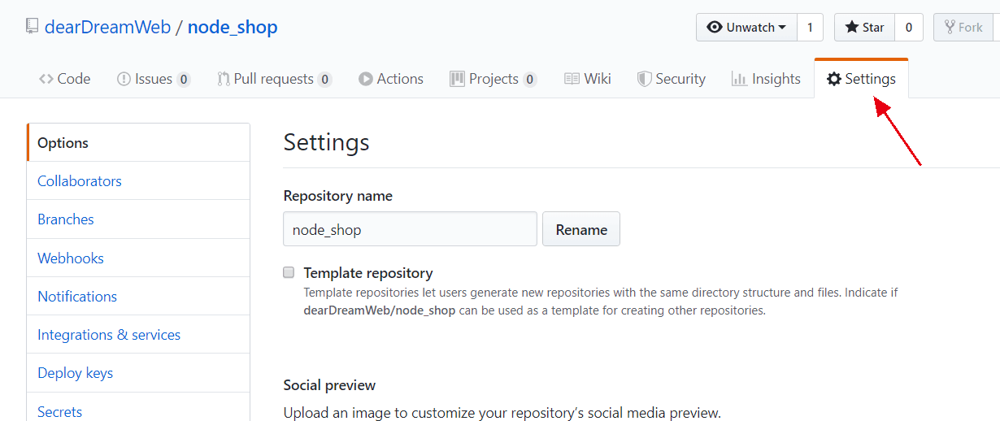 dearDreamWeb / node_shop
Unwatch 1 Star 0 Fork
Code Issues 0 Pull requests 0 Actions Projects 0 Wiki Security Insights Settings
Options
Collaborators
Branches
Webhooks
Notifications
Integrations & services
Deploy keys
Secrets
Settings
Repository name
node_shop Rename
Template repository
Template repositories let users generate new repositories with the same directory structure and files. Indicate if
dearDreamWeb/node_shop can be used as a template for creating other repositories.
Social preview
Upload an image to customize your repository's social media preview.